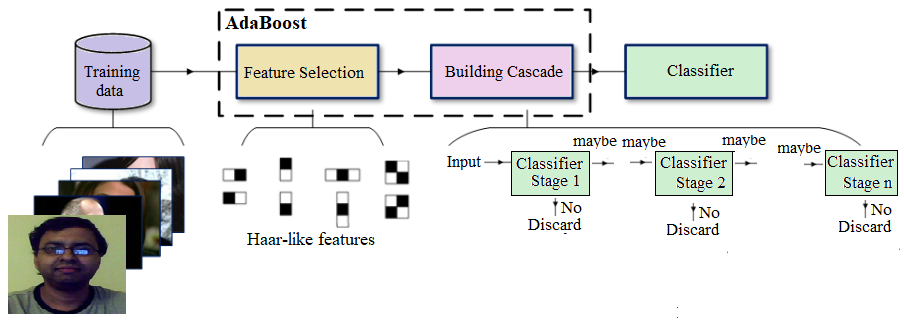 AdaBoost
Training
data
Feature Selection
Building Cascade
Classifier
Haar-like features
Input
Classifier
Stage 1
maybe
maybe
Classifier
Stage 2
maybe
maybe
Classifier
Stage n
No
Discard
No
Discard
No
Discard